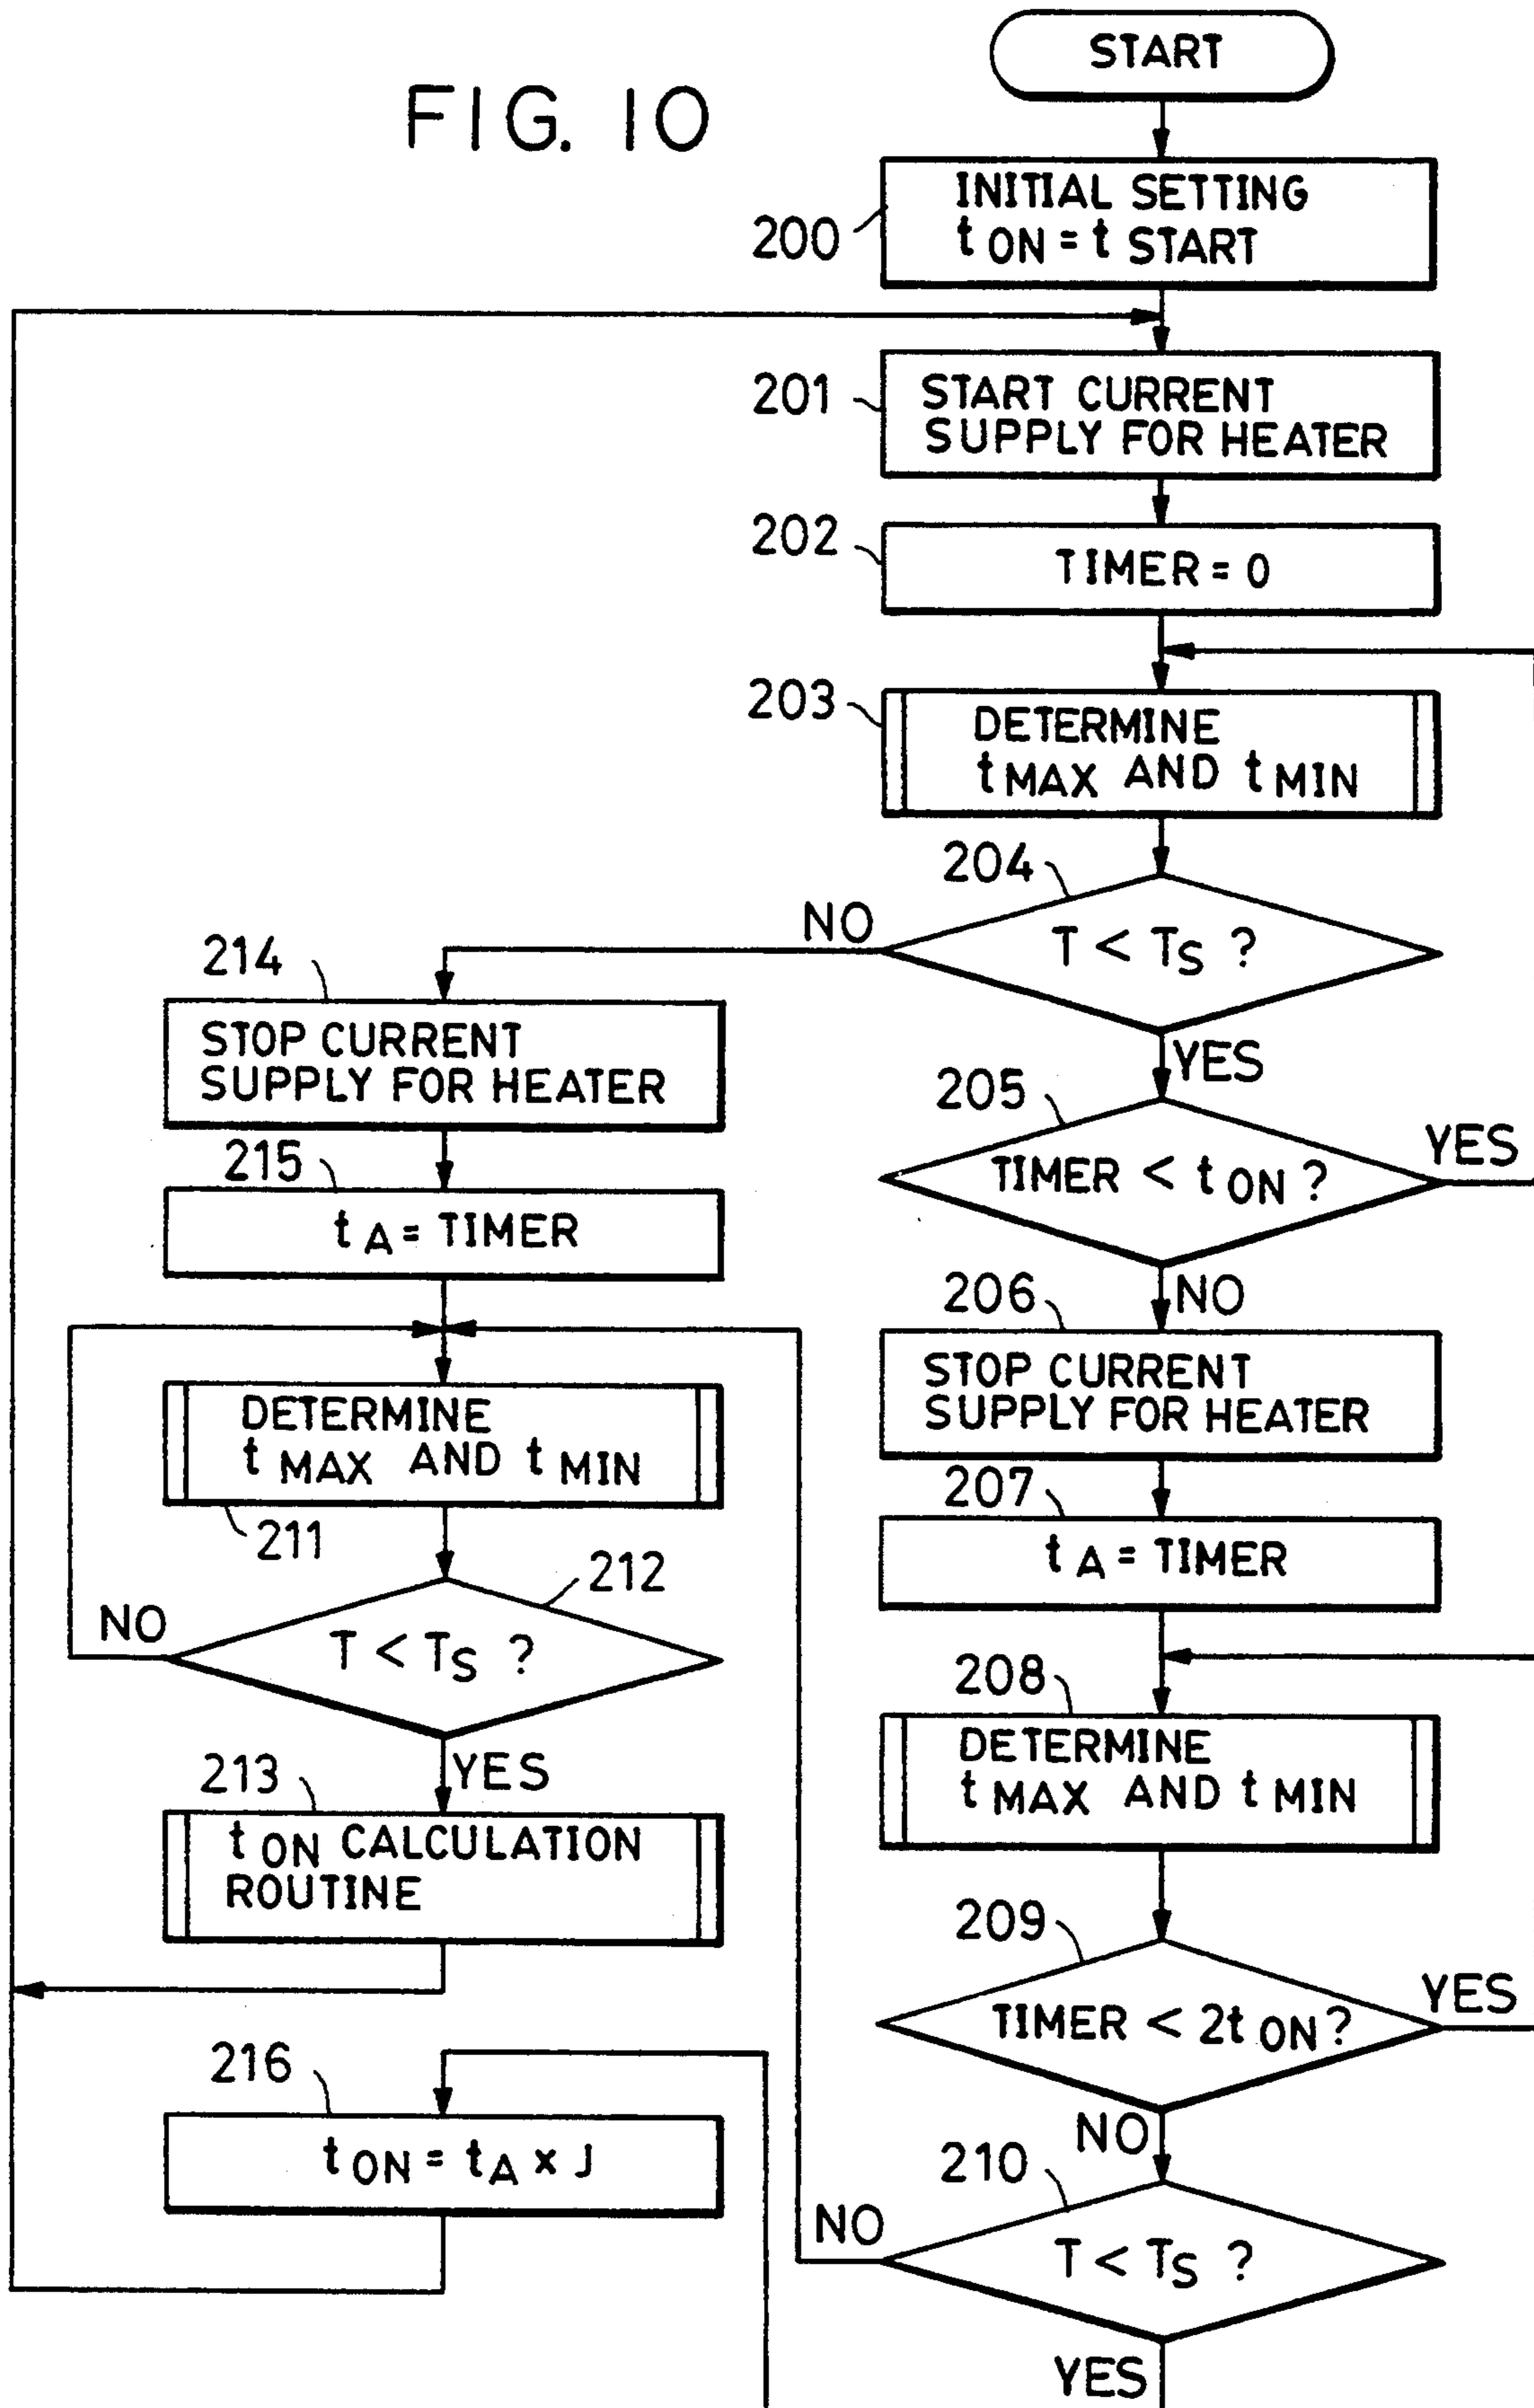 FIG. 10
START
200
INITIAL SETTING
t ON = t START
201
START CURRENT
SUPPLY FOR HEATER
202
TIMER = 0
203
DETERMINE
t MAX AND t MIN
204
T < TS ?
NO
YES
214
STOP CURRENT
SUPPLY FOR HEATER
205
TIMER < t ON ?
YES
NO
215
t A = TIMER
206
STOP CURRENT
SUPPLY FOR HEATER
211
DETERMINE
t MAX AND t MIN
207
t A = TIMER
212
T < TS ?
NO
YES
208
DETERMINE
t MAX AND t MIN
213
t ON CALCULATION
ROUTINE
209
TIMER < 2t ON ?
YES
NO
216
t ON = t A x J
210
T < TS ?
NO
YES